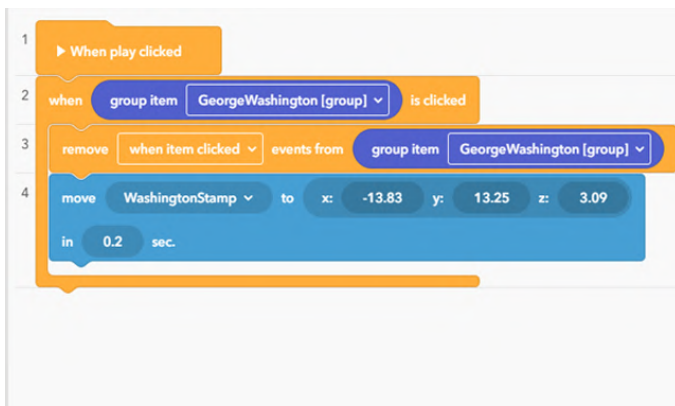 1 When play clicked
2 when group item GeorgeWashington [group] is clicked
3 remove when item clicked events from group item GeorgeWashington [group]
4 move WashingtonStamp to x: -13.83 y: 13.25 z: 3.09
in 0.2 sec.